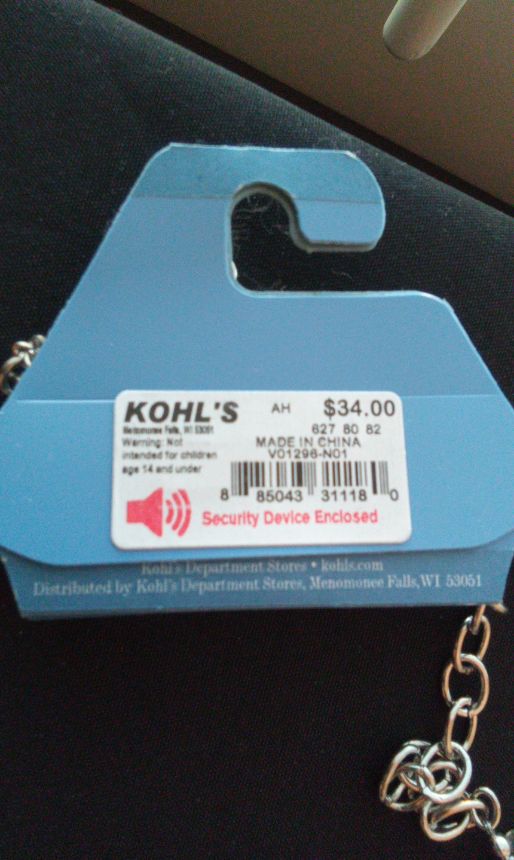 KOHL'S AH $34.00
Menomonee Falls, WI 53051 627 80 82
Warning: Not
intended for children
age 14 and under
MADE IN CHINA
V01296-N01
8 85043 31118 0
Security Device Enclosed
Kohl's Department Stores • kohls.com
Distributed by Kohl's Department Stores, Menomonee Falls, WI 53051